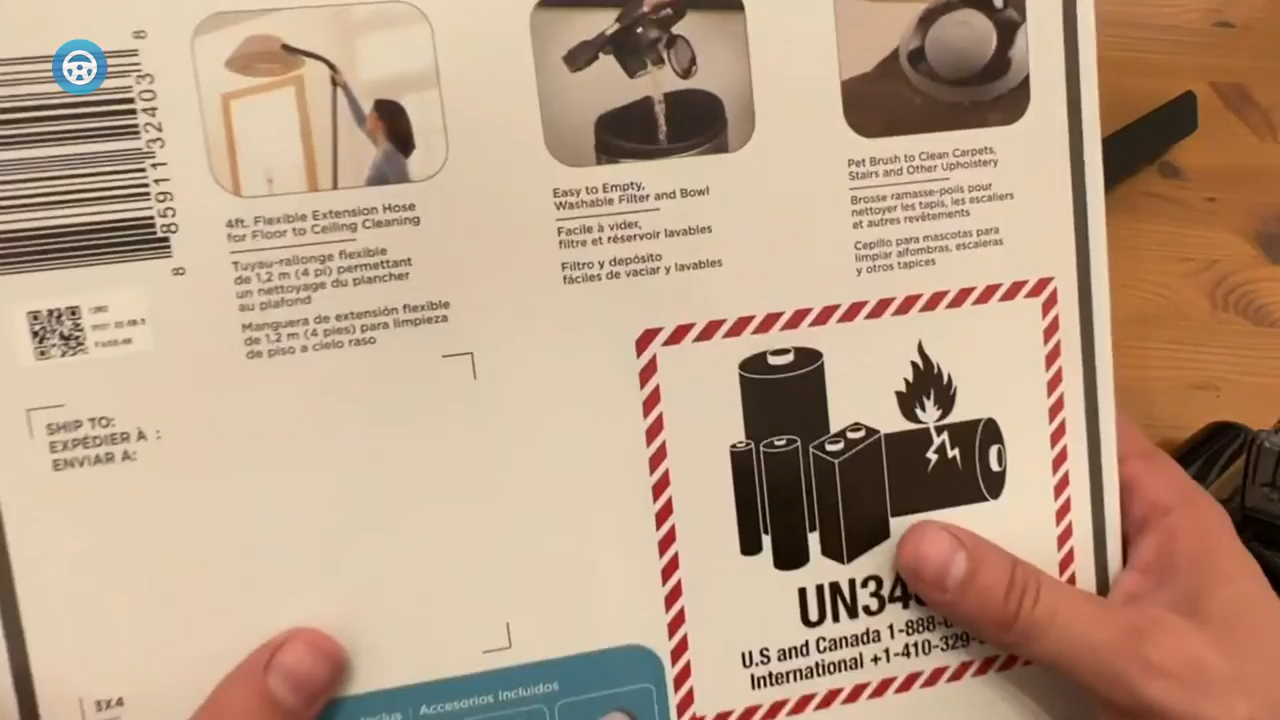 8 85911 32403 8
4ft. Flexible Extension Hose
for Floor to Ceiling Cleaning
Tuyau-rallonge flexible
de 1,2 m (4 pi) permettant
un nettoyage du plancher
au plafond
Manguera de extensión flexible
de 1,2 m (4 pies) para limpieza
de piso a cielo raso
Easy to Empty,
Washable Filter and Bowl
Facile à vider,
filtre et réservoir lavables
Filtro y depósito
fáciles de vaciar y lavables
Pet Brush to Clean Carpets,
Stairs and Other Upholstery
Brosse ramasse-poils pour
nettoyer les tapis, les escaliers
et autres revêtements
Cepillo para mascotas para
limpiar alfombras, escaleras
y otros tapices
SHIP TO:
EXPÉDIER À :
ENVIAR A:
UN34
U.S and Canada 1-888-
International +1-410-329-
3X4
Accesorios Incluidos